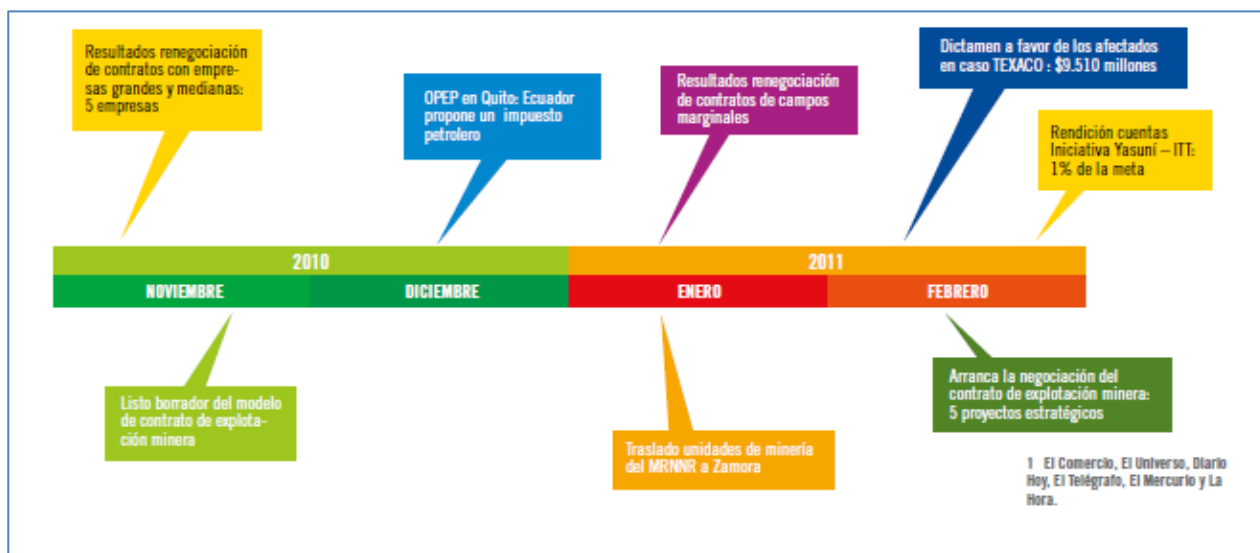 Resultados renegociación
de contratos con empre-
sas grandes y medianas:
5 empresas
OPEP en Quito: Ecuador
propone un impuesto
petrolero
Resultados renegociación
de contratos de campos
marginales
Dictamen a favor de los afectados
en caso TEXACO : $9.510 millones
Rendición cuentas
Iniciativa Yasuní – ITT:
1% de la meta
2010
2011
NOVIEMBRE
DICIEMBRE
ENERO
FEBRERO
Listo borrador del modelo
de contrato de explota-
ción minera
Traslado unidades de minería
del MRNNR a Zamora
Arranca la negociación del
contrato de explotación minera:
5 proyectos estratégicos
1 El Comercio, El Universo, Diario
Hoy, El Telégrafo, El Mercurio y La
Hora.